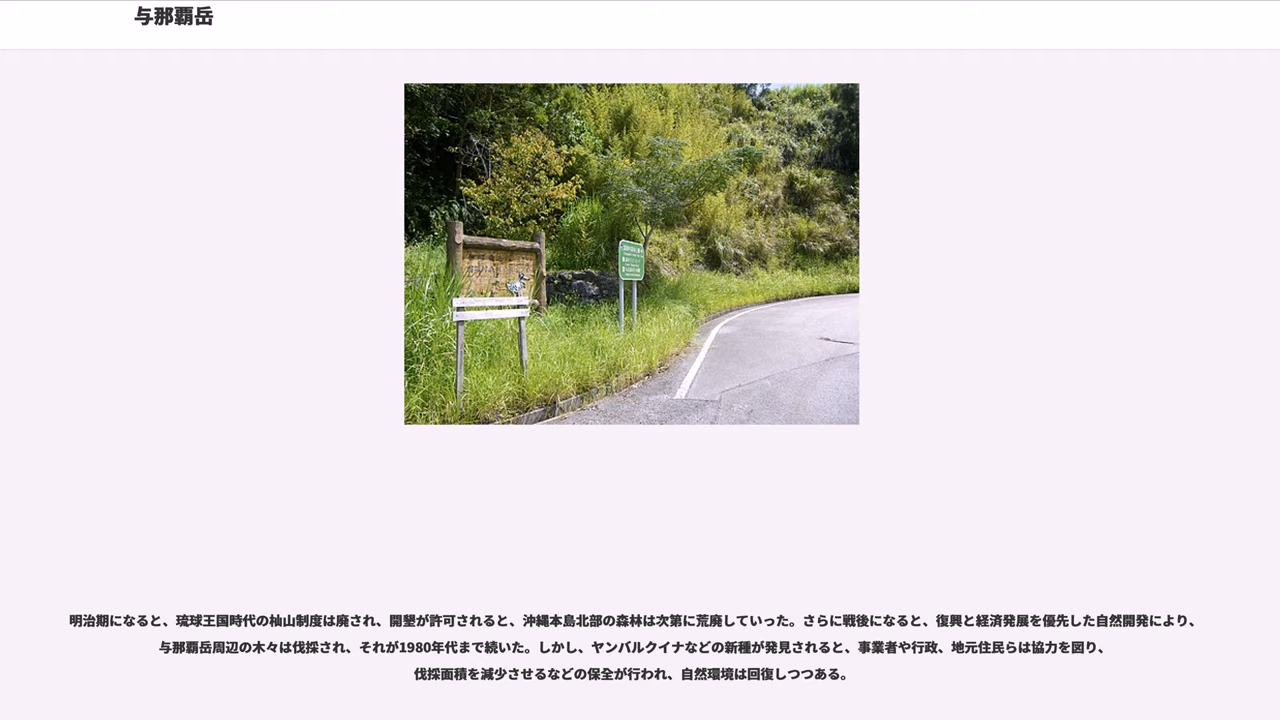 与那覇岳
明治期になると、琉球王国時代の杣山制度は廃され、開墾が許可されると、沖縄本島北部の森林は次第に荒廃していった。さらに戦後になると、復興と経済発展を優先した自然開発により、
与那覇岳周辺の木々は伐採され、それが1980年代まで続いた。しかし、ヤンバルクイナなどの新種が発見されると、事業者や行政、地元住民らは協力を図り、
伐採面積を減少させるなどの保全が行われ、自然環境は回復しつつある。